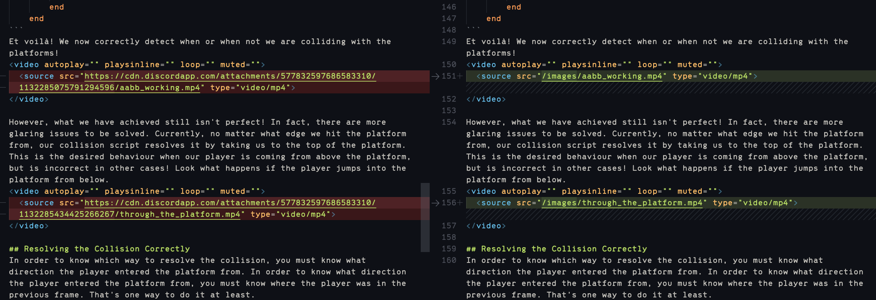 end
end
```
Et voilà! We now correctly detect when or when not we are colliding with the
platforms!
<video autoplay="" playsinline="" loop="" muted="">
<source src="https://cdn.discordapp.com/attachments/577832597686583310/
1132285075791294596/aabb_working.mp4" type="video/mp4">
</video>
However, what we have achieved still isn't perfect! In fact, there are more
glaring issues to be solved. Currently, no matter what edge we hit the platform
from, our collision script resolves it by taking us to the top of the platform.
This is the desired behaviour when our player is coming from above the platform,
but is incorrect in other cases! Look what happens if the player jumps into the
platform from below.
<video autoplay="" playsinline="" loop="" muted="">
<source src="https://cdn.discordapp.com/attachments/577832597686583310/
1132285434425266267/through_the_platform.mp4" type="video/mp4">
</video>
## Resolving the Collision Correctly
In order to know which way to resolve the collision, you must know what
direction the player entered the platform from. In order to know what direction
the player entered the platform from, you must know where the player was in the
previous frame. That's one way to do it at least.
146 end
147 end
148 ```
149 Et voilà! We now correctly detect when or when not we are colliding with the
platforms!
150 <video autoplay="" playsinline="" loop="" muted="">
→151+ <source src="/images/aabb_working.mp4" type="video/mp4">
152 </video>
153
154 However, what we have achieved still isn't perfect! In fact, there are more
glaring issues to be solved. Currently, no matter what edge we hit the platform
from, our collision script resolves it by taking us to the top of the platform.
This is the desired behaviour when our player is coming from above the platform,
but is incorrect in other cases! Look what happens if the player jumps into the
platform from below.
155 <video autoplay="" playsinline="" loop="" muted="">
→156+ <source src="/images/through_the_platform.mp4" type="video/mp4">
157 </video>
158
159 ## Resolving the Collision Correctly
160 In order to know which way to resolve the collision, you must know what
direction the player entered the platform from. In order to know what direction
the player entered the platform from, you must know where the player was in the
previous frame. That's one way to do it at least.